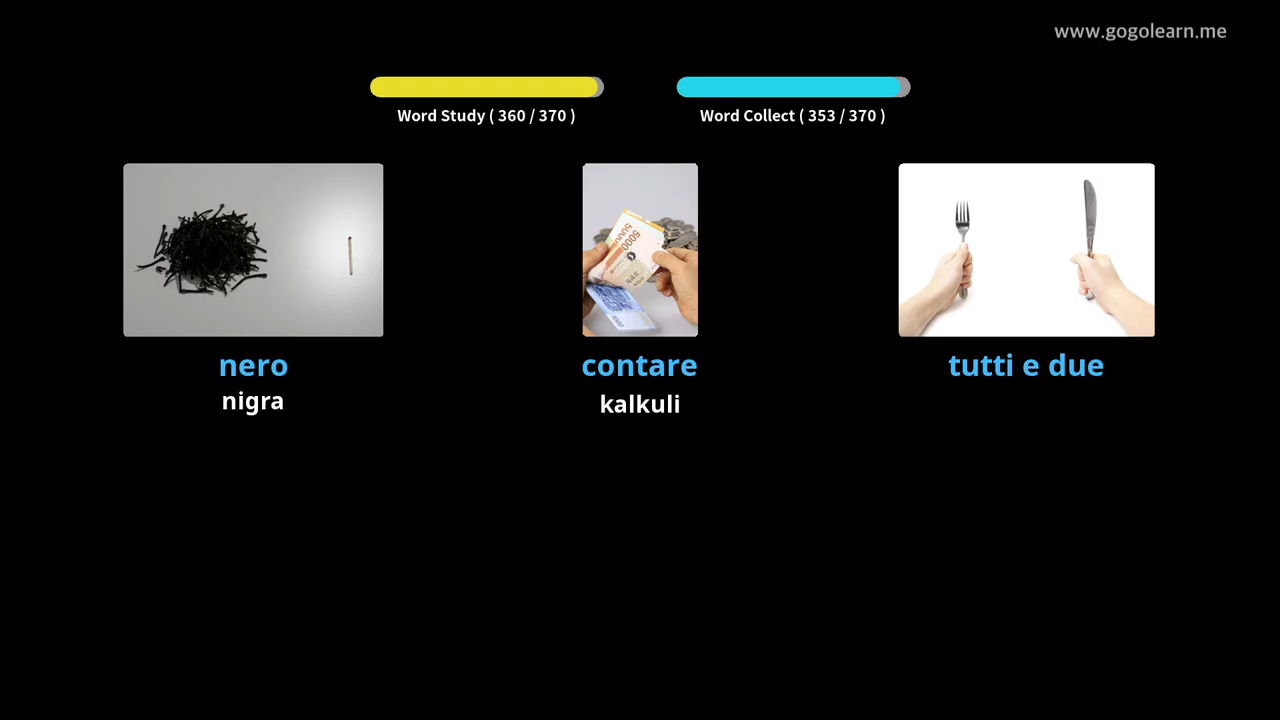 www.gogolearn.me
Word Study ( 360 / 370 )
Word Collect ( 353 / 370 )
nero
nigra
contare
kalkuli
tutti e due